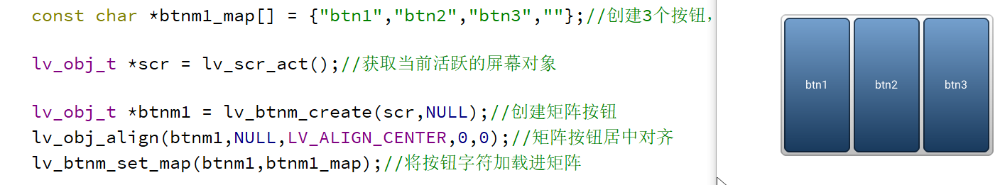 const char *btnm1_map[] = {"btn1","btn2","btn3",""};//创建3个按钮,
lv_obj_t *scr = lv_scr_act();//获取当前活跃的屏幕对象
lv_obj_t *btnm1 = lv_btnm_create(scr,NULL);//创建矩阵按钮
lv_obj_align(btnm1,NULL,LV_ALIGN_CENTER,0,0);//矩阵按钮居中对齐
lv_btnm_set_map(btnm1,btnm1_map);//将按钮字符加载进矩阵
btn1 btn2 btn3